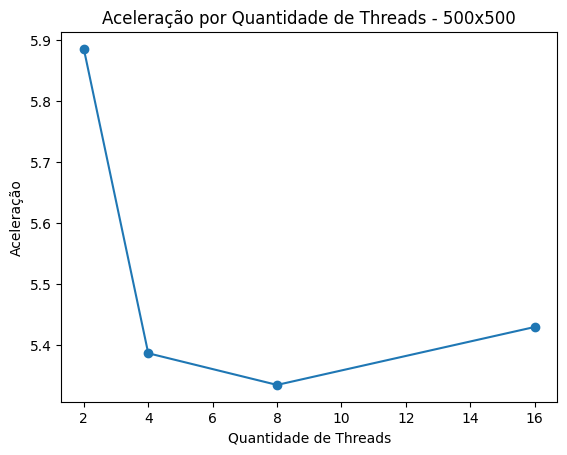 Aceleração por Quantidade de Threads - 500x500
5.9
5.8
5.7
5.6
5.5
5.4
Aceleração
2 4 6 8 10 12 14 16
Quantidade de Threads